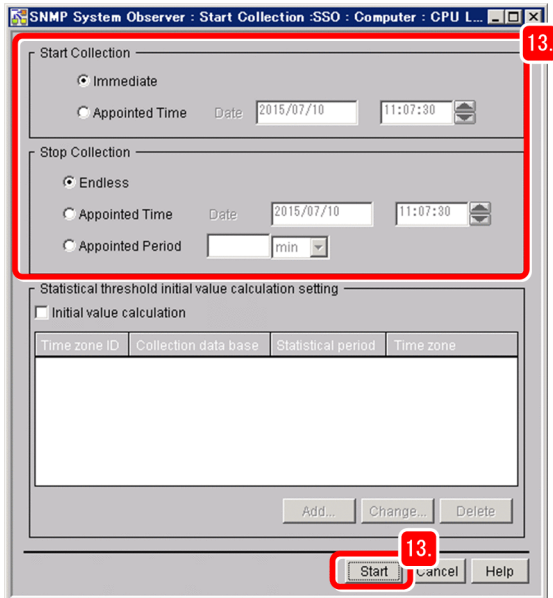 SNMP System Observer : Start Collection :SSO : Computer : CPU L...
13.
Start Collection
Immediate
Appointed Time Date 2015/07/10 11:07:30
Stop Collection
Endless
Appointed Time Date 2015/07/10 11:07:30
Appointed Period min
Statistical threshold initial value calculation setting
Initial value calculation
Time zone ID Collection data base Statistical period Time zone
Add... Change... Delete
13.
Start Cancel Help